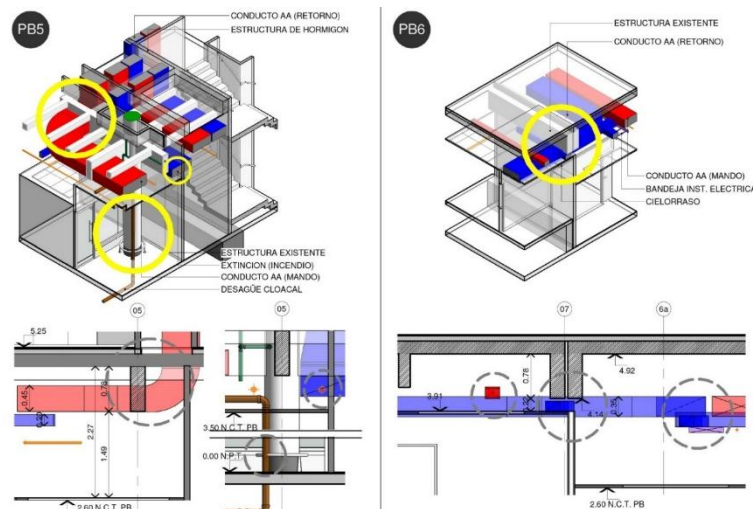 PB5
CONDUCTO AA (RETORNO)
ESTRUCTURA DE HORMIGON
ESTRUCTURA EXISTENTE
EXTINCION (INCENDIO)
CONDUCTO AA (MANDO)
DESAGÜE CLOACAL
05
5.25
0.45
0.78
2.27
1.49
2.60 N.C.T. PB
05
3.50 N.C.T. PB
0.00 N.P.T.
PB6
ESTRUCTURA EXISTENTE
CONDUCTO AA (RETORNO)
CONDUCTO AA (MANDO)
BANDEJA INST. ELECTRICA
CIELORRASO
07
6a
0.78
4.92
3.91
4.14
0.35
2.60 N.C.T. PB